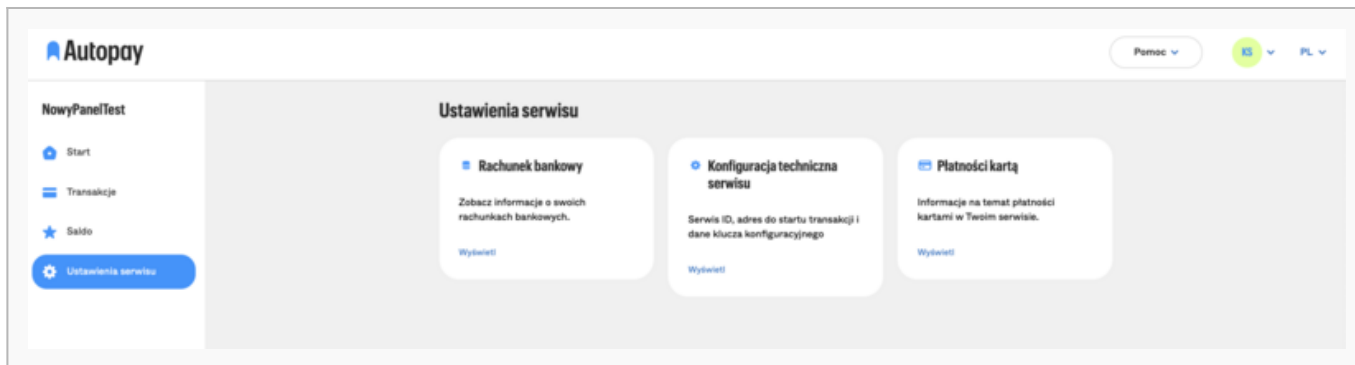 Autopay
Pomoc
KS
PL
NowyPanelTest
Start
Transakcje
Saldo
Ustawienia serwisu
Ustawienia serwisu
Rachunek bankowy
Zobacz informacje o swoich
rachunkach bankowych.
Wyświetl
Konfiguracja techniczna
serwisu
Serwis ID, adres do startu transakcji i
dane klucza konfiguracyjnego
Wyświetl
Płatności kartą
Informacje na temat płatności
kartami w Twoim serwisie.
Wyświetl